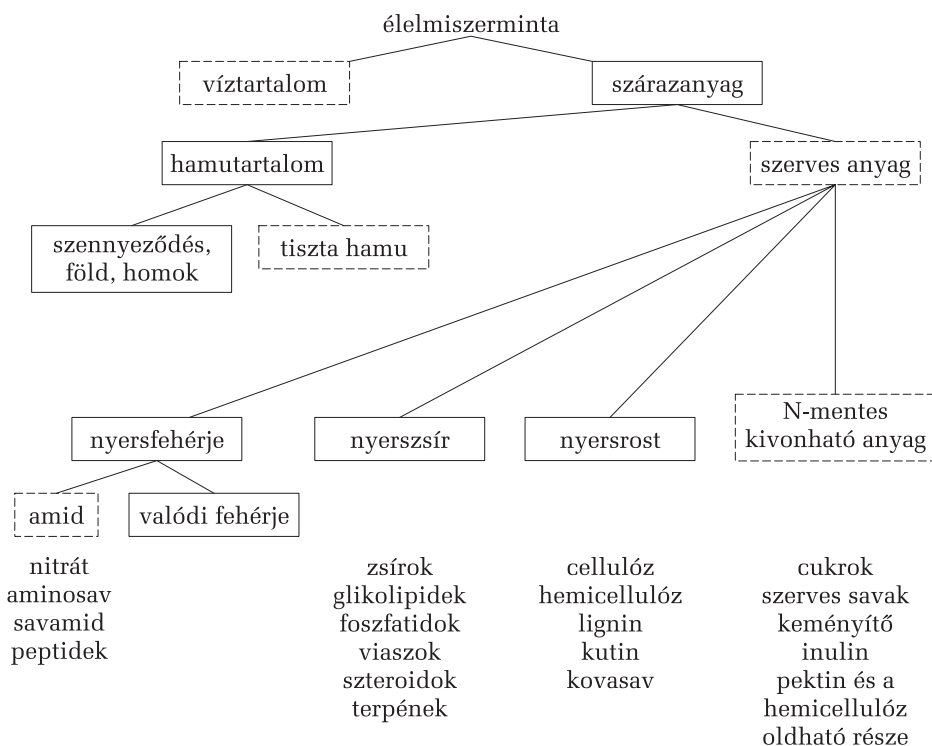 élelmiszerminta
víztartalom
szárazanyag
hamutartalom
szerves anyag
szennyeződés,
föld, homok
tiszta hamu
nyersfehérje
nyerszsír
nyersrost
N-mentes
kivonható anyag
amid
valódi fehérje
nitrát
aminosav
savamid
peptidek
zsírok
glikolipidek
foszfatidok
viaszok
szteroidok
terpének
cellulóz
hemicellulóz
lignin
kutin
kovasav
cukrok
szerves savak
keményítő
inulin
pektin és a
hemicellulóz
oldható része